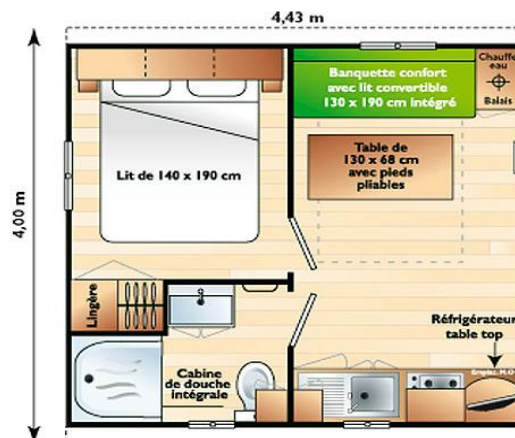 4,43 m
4,00 m
Banquette confort
avec lit convertible
130 x 190 cm intégré
Chauffe
eau
Balais
Lit de 140 x 190 cm
Table de
130 x 68 cm
avec pieds
pliables
Lingère
Cabine
de douche
intégrale
Réfrigérateur
table top
Emplac. M.O